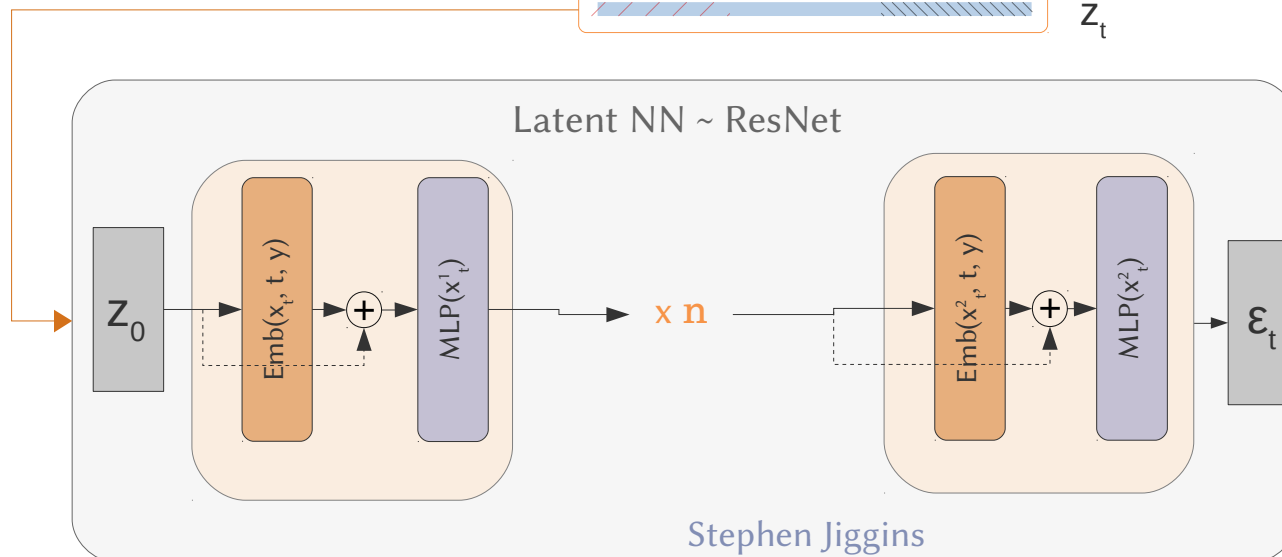 z_t
Latent NN ~ ResNet
z_0
Emb(x_t, t, y)
+
MLP(x^1_t)
x n
Emb(x^2_t, t, y)
+
MLP(x^2_t)
ε_t
Stephen Jiggins